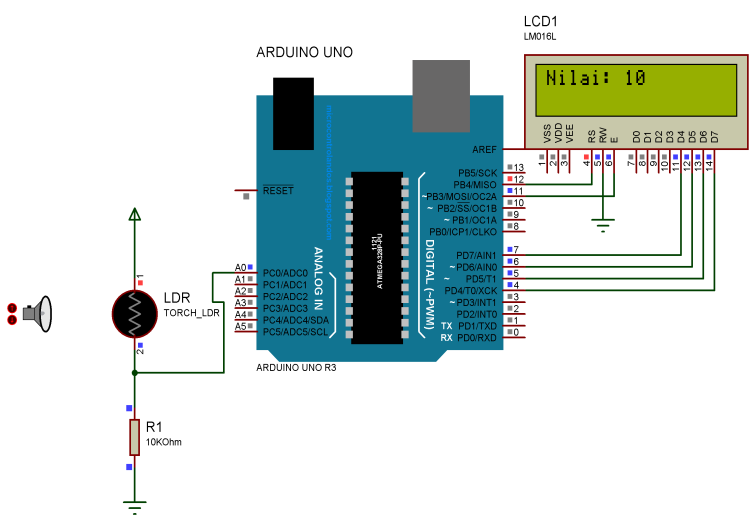 LCD1
LM016L
Nilai: 10
VSS
VDD
VEE
RS
RW
E
D0
D1
D2
D3
D4
D5
D6
D7
1
2
3
4
5
6
7
8
9
10
11
12
13
14
ARDUINO UNO
microcontrolandos.blogspot.com
AREF
PB5/SCK 13
PB4/MISO 12
~PB3/MOSI/OC2A 11
~ PB2/SS/OC1B 10
~ PB1/OC1A 9
PB0/ICP1/CLKO 8
PD7/AIN1 7
~ PD6/AIN0 6
~ PD5/T1 5
PD4/T0/XCK 4
~ PD3/INT1 3
PD2/INT0 2
TX PD1/TXD 1
RX PD0/RXD 0
DIGITAL (~PWM)
1121
ATMEGA328P-PU
RESET
ANALOG IN
A0 PC0/ADC0
A1 PC1/ADC1
A2 PC2/ADC2
A3 PC3/ADC3
A4 PC4/ADC4/SDA
A5 PC5/ADC5/SCL
ARDUINO UNO R3
1
LDR
TORCH_LDR
2
R1
10KOhm